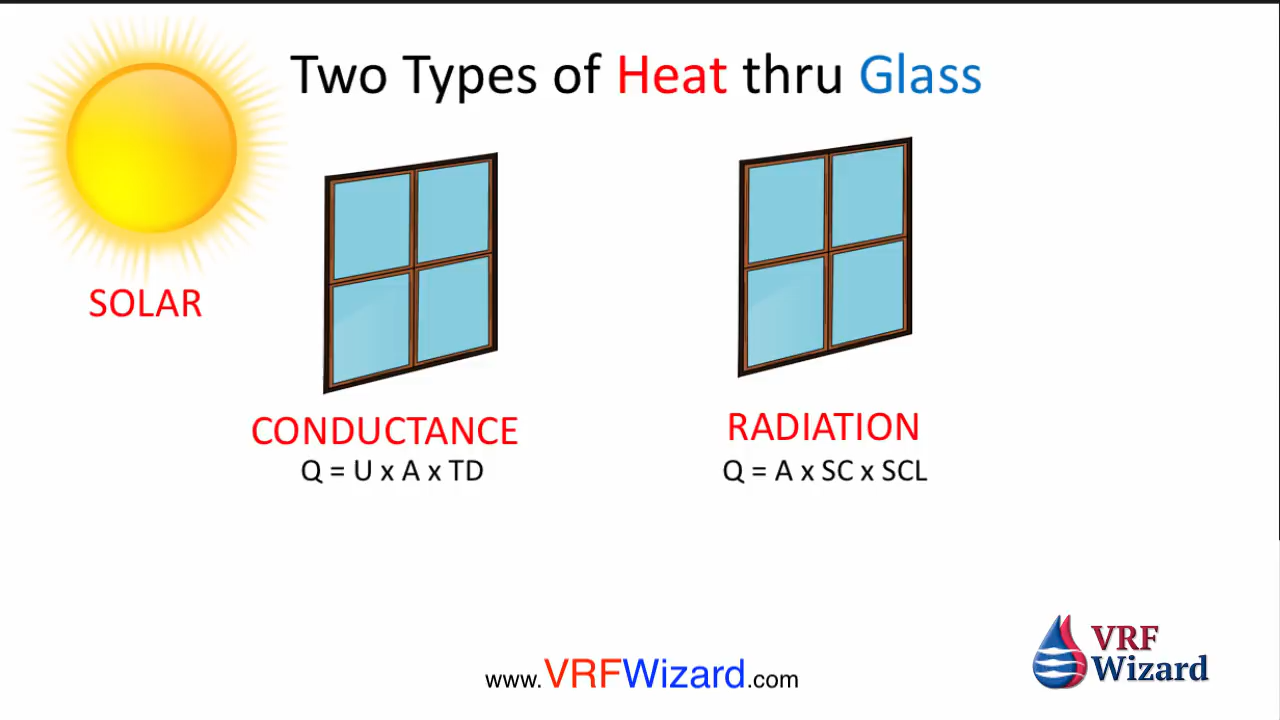 Two Types of Heat thru Glass
SOLAR
CONDUCTANCE
Q = U x A x TD
RADIATION
Q = A x SC x SCL
www.VRFWizard.com
VRF
Wizard